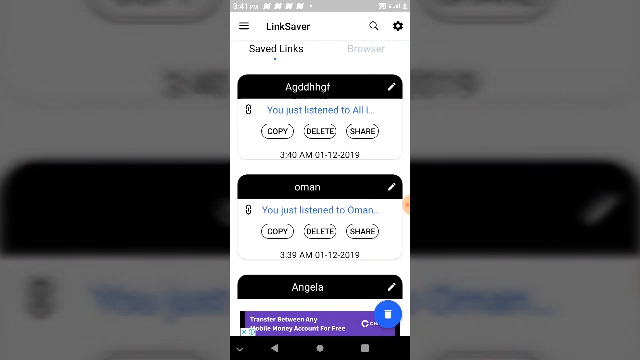 3:41 PM
LinkSaver
Saved Links
Browser
Agddhhgf
You just listened to All i...
COPY
DELETE
SHARE
3:40 AM 01-12-2019
oman
You just listened to Oman...
COPY
DELETE
SHARE
3:39 AM 01-12-2019
Angela
Transfer Between Any
Mobile Money Account For Free